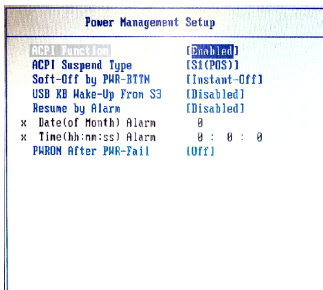 Power Management Setup
ACPI Function [Enabled]
ACPI Suspend Type [S1(POS)]
Soft-Off by PWR-BTTN [Instant-Off]
USB KB Wake-Up From S3 [Disabled]
Resume by Alarm [Disabled]
x Date(of Month) Alarm 0
x Time(hh:mm:ss) Alarm 0 : 0 : 0
PWRON After PWR-Fail [Off]